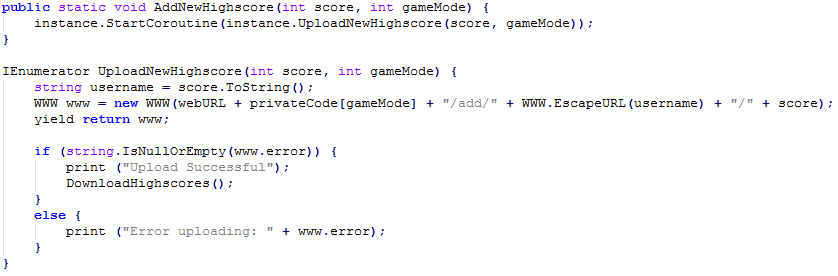 public static void AddNewHighscore(int score, int gameMode) {
    instance.StartCoroutine(instance.UploadNewHighscore(score, gameMode));
}

IEnumerator UploadNewHighscore(int score, int gameMode) {
    string username = score.ToString();
    WWW www = new WWW(webURL + privateCode[gameMode] + "/add/" + WWW.EscapeURL(username) + "/" + score);
    yield return www;

    if (string.IsNullOrEmpty(www.error)) {
        print ("Upload Successful");
        DownloadHighscores();
    }
    else {
        print ("Error uploading: " + www.error);
    }
}